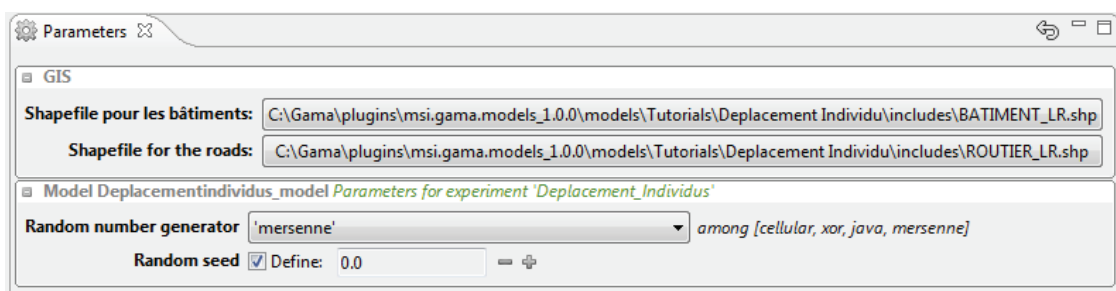 Parameters
GIS
Shapefile pour les bâtiments: C:\Gama\plugins\msi.gama.models_1.0.0\models\Tutorials\Deplacement Individu\includes\BATIMENT_LR.shp
Shapefile for the roads: C:\Gama\plugins\msi.gama.models_1.0.0\models\Tutorials\Deplacement Individu\includes\ROUTIER_LR.shp
Model Deplacementindividus_model Parameters for experiment 'Deplacement_Individus'
Random number generator 'mersenne' among [cellular, xor, java, mersenne]
Random seed Define: 0.0